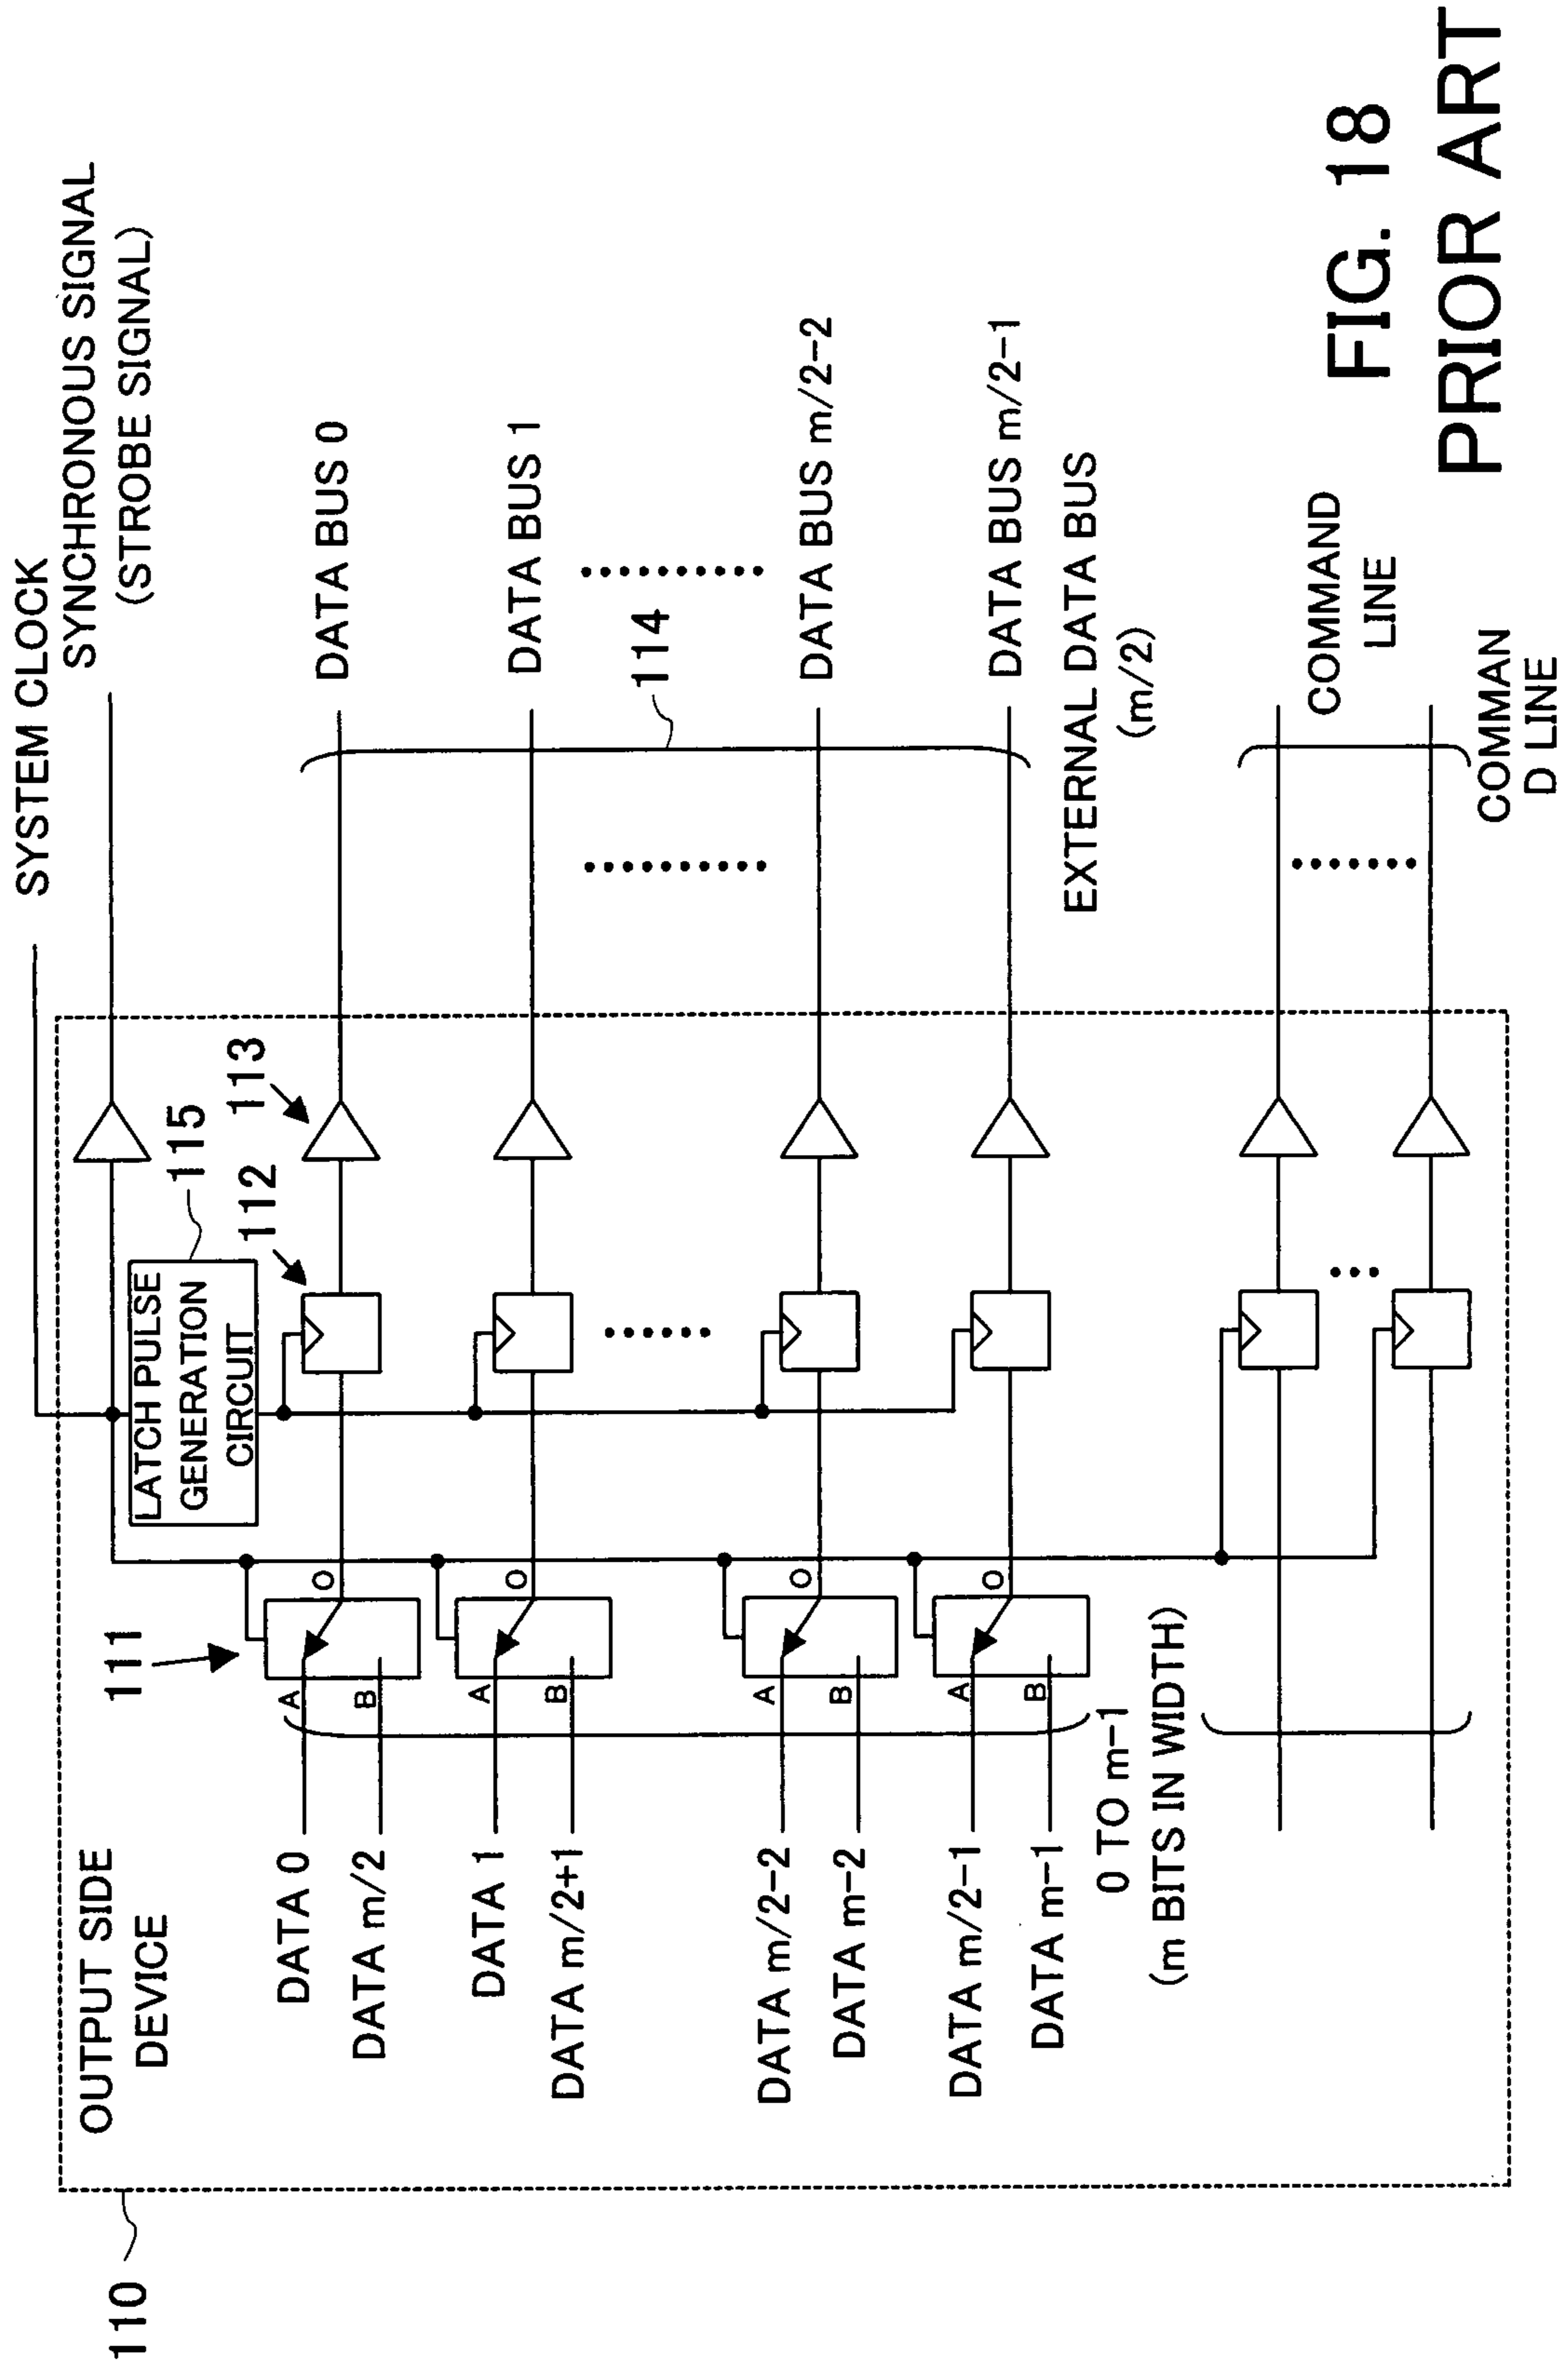 SYSTEM CLOCK
SYNCHRONOUS SIGNAL
(STROBE SIGNAL)
OUTPUT SIDE
DEVICE
110
111
LATCH PULSE
GENERATION
CIRCUIT
115
112
113
DATA 0
DATA m/2
A
B
O
DATA BUS 0
DATA 1
DATA m/2+1
A
B
O
DATA BUS 1
114
DATA m/2-2
DATA m-2
A
B
O
DATA BUS m/2-2
DATA m/2-1
DATA m-1
A
B
O
DATA BUS m/2-1
0 TO m-1
(m BITS IN WIDTH)
EXTERNAL DATA BUS
(m/2)
COMMAND
LINE
COMMAN
D LINE
FIG. 18
PRIOR ART